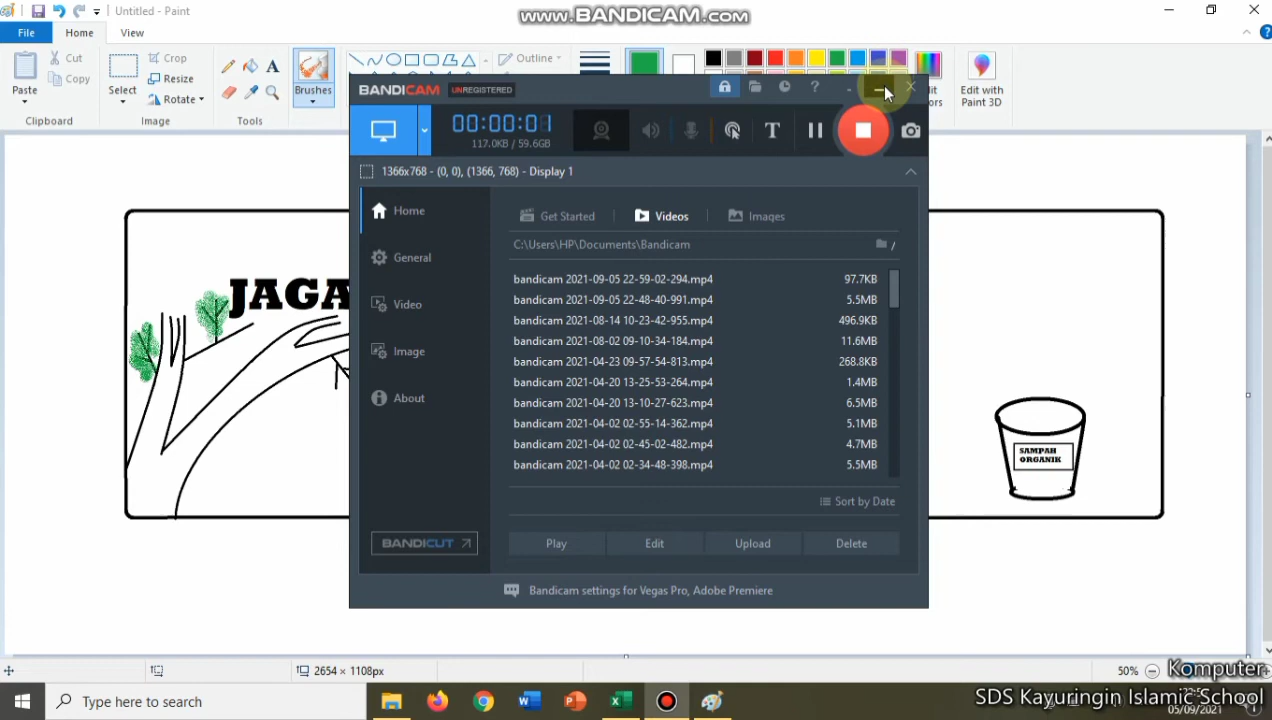 Untitled - Paint
www.BANDICAM.com
File
Home
View
Paste
Cut
Copy
Clipboard
Select
Crop
Resize
Rotate
Image
Tools
Brushes
Outline
Edit with
Paint 3D
BANDICAM
UNREGISTERED
00:00:01
117.0KB / 59.6GB
1366x768 - (0, 0), (1366, 768) - Display 1
Home
General
Video
Image
About
BANDICUT
Get Started
Videos
Images
C:\Users\HP\Documents\Bandicam
bandicam 2021-09-05 22-59-02-294.mp4 97.7KB
bandicam 2021-09-05 22-48-40-991.mp4 5.5MB
bandicam 2021-08-14 10-23-42-955.mp4 496.9KB
bandicam 2021-08-02 09-10-34-184.mp4 11.6MB
bandicam 2021-04-23 09-57-54-813.mp4 268.8KB
bandicam 2021-04-20 13-25-53-264.mp4 1.4MB
bandicam 2021-04-20 13-10-27-623.mp4 6.5MB
bandicam 2021-04-02 02-55-14-362.mp4 5.1MB
bandicam 2021-04-02 02-45-02-482.mp4 4.7MB
bandicam 2021-04-02 02-34-48-398.mp4 5.5MB
Sort by Date
Play
Edit
Upload
Delete
Bandicam settings for Vegas Pro, Adobe Premiere
JAGA
SAMPAH
ORGANIK
2654 × 1108px
50%
Komputer
SDS Kayuringin Islamic School
Type here to search
05/09/2021